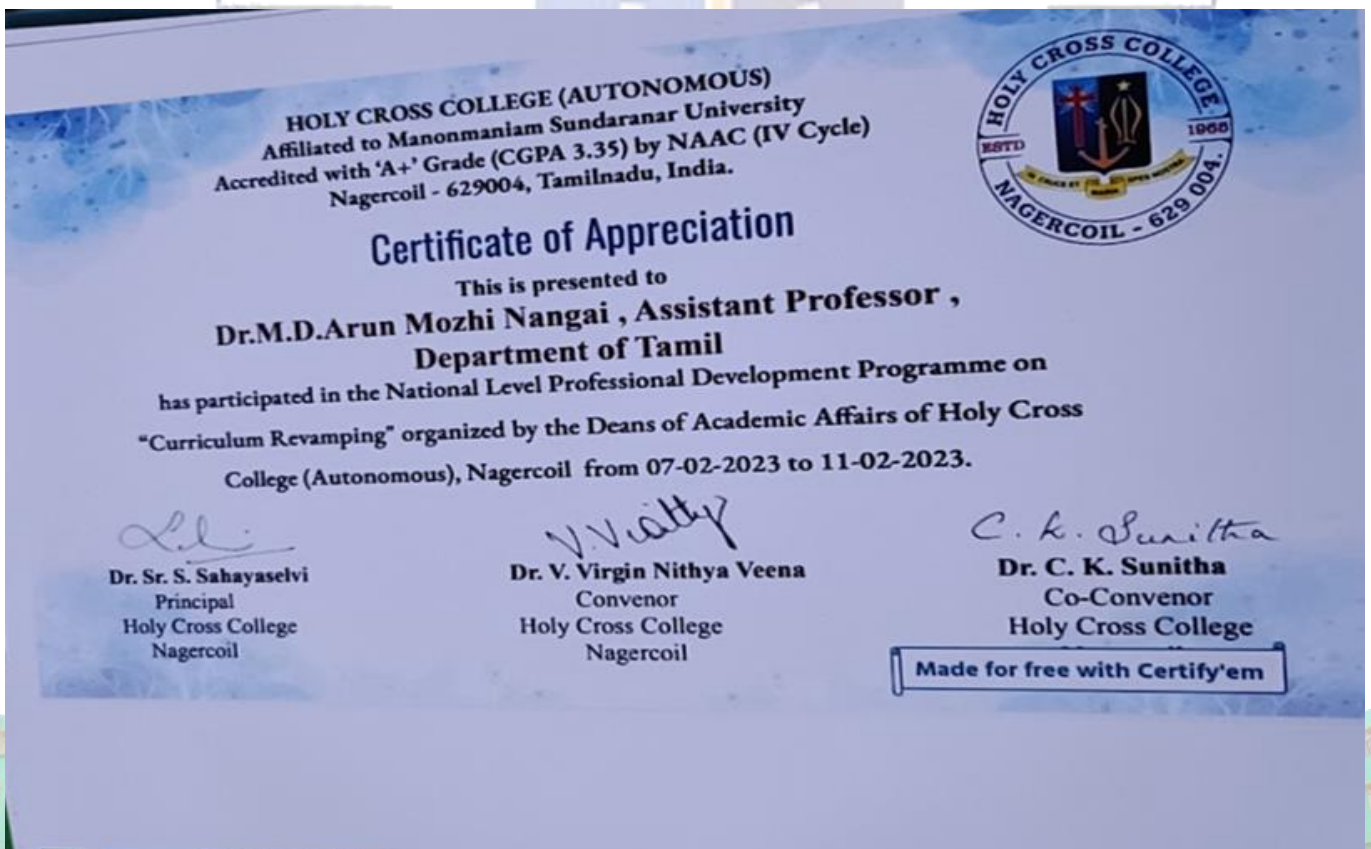 HOLY CROSS COLLEGE (AUTONOMOUS)
Affiliated to Manonmaniam Sundaranar University
Accredited with ‘A+’ Grade (CGPA 3.35) by NAAC (IV Cycle)
Nagercoil - 629004, Tamilnadu, India.
HOLY CROSS COLLEGE
ESTD 1965
NAGERCOIL - 629 004.
Certificate of Appreciation
This is presented to
Dr.M.D.Arun Mozhi Nangai , Assistant Professor ,
Department of Tamil
has participated in the National Level Professional Development Programme on
“Curriculum Revamping” organized by the Deans of Academic Affairs of Holy Cross
College (Autonomous), Nagercoil from 07-02-2023 to 11-02-2023.
C. K. Sunitha
Dr. Sr. S. Sahayaselvi
Principal
Holy Cross College
Nagercoil
Dr. V. Virgin Nithya Veena
Convenor
Holy Cross College
Nagercoil
Dr. C. K. Sunitha
Co-Convenor
Holy Cross College
Made for free with Certify'em